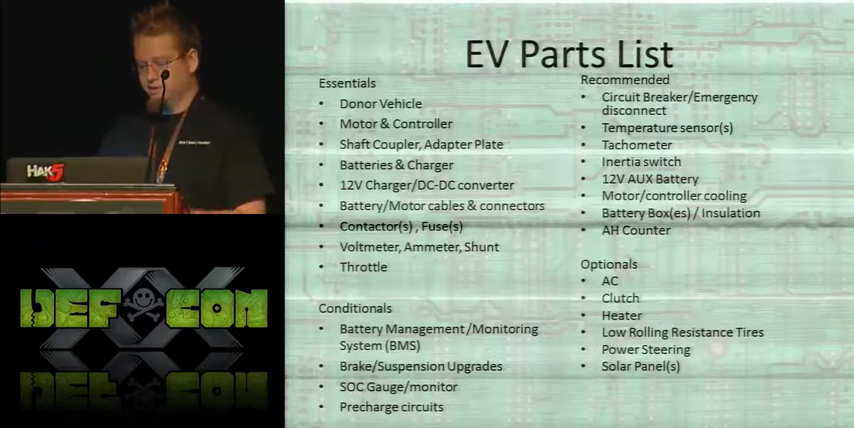 EV Parts List
Essentials
• Donor Vehicle
• Motor & Controller
• Shaft Coupler, Adapter Plate
• Batteries & Charger
• 12V Charger/DC-DC converter
• Battery/Motor cables & connectors
• Contactor(s) , Fuse(s)
• Voltmeter, Ammeter, Shunt
• Throttle
Conditionals
• Battery Management /Monitoring
System (BMS)
• Brake/Suspension Upgrades
• SOC Gauge/monitor
• Precharge circuits
Recommended
• Circuit Breaker/Emergency
disconnect
• Temperature sensor(s)
• Tachometer
• Inertia switch
• 12V AUX Battery
• Motor/controller cooling
• Battery Box(es) / Insulation
• AH Counter
Optionals
• AC
• Clutch
• Heater
• Low Rolling Resistance Tires
• Power Steering
• Solar Panel(s)
HAK5
DEF CON
XX